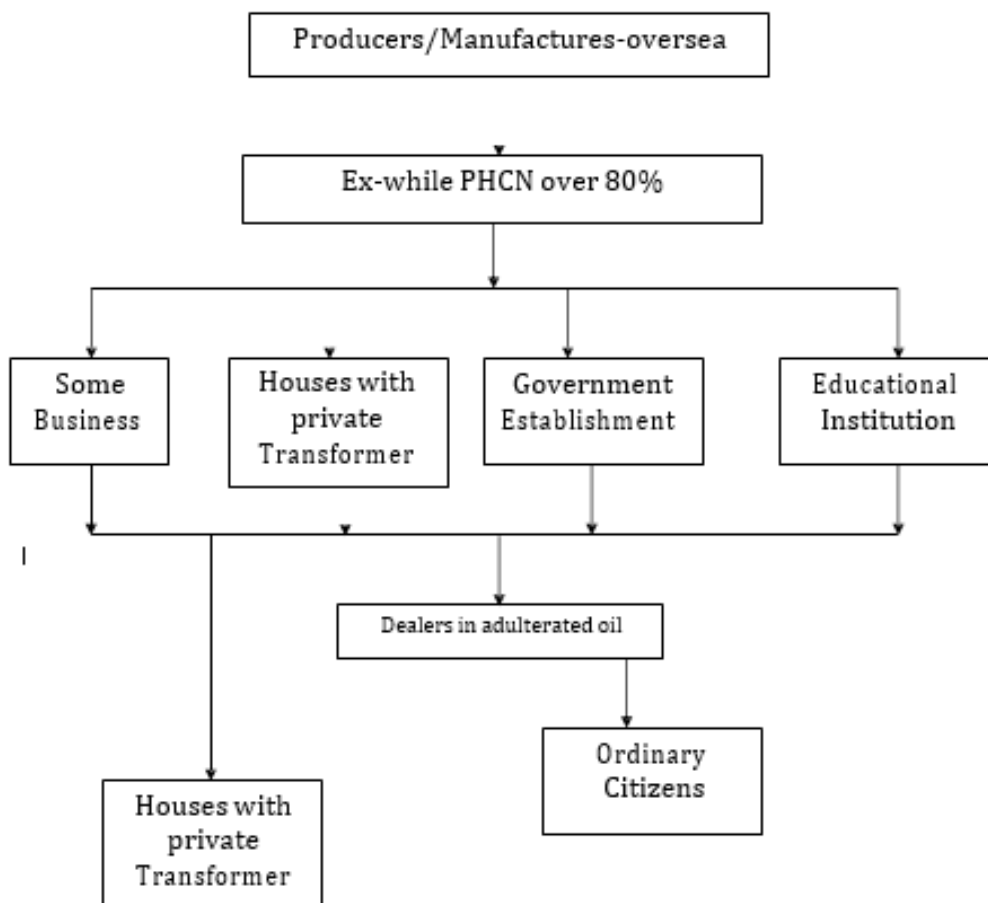 Producers/Manufactures-oversea
Ex-while PHCN over 80%
Some
Business
Houses with
private
Transformer
Government
Establishment
Educational
Institution
Dealers in adulterated oil
Ordinary
Citizens
Houses with
private
Transformer